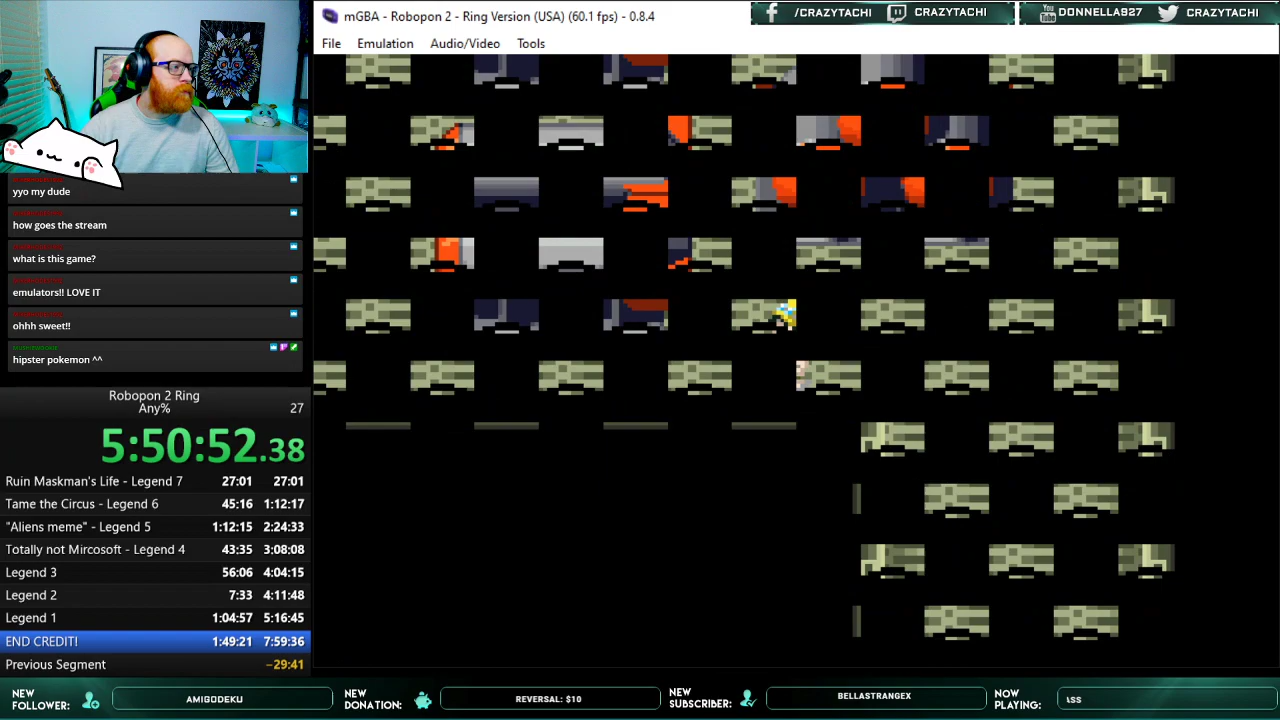 mGBA - Robopon 2 - Ring Version (USA) (60.1 fps) - 0.8.4
/CRAZYTACHI CRAZYTACHI DONNELLAB27 CRAZYTACHI
File Emulation Audio/Video Tools
yyo my dude
how goes the stream
what is this game?
emulators!! LOVE IT
ohhh sweet!!
hipster pokemon ^^
Robopon 2 Ring
Any% 27
5:50:52.38
Ruin Maskman's Life - Legend 7 27:01 27:01
Tame the Circus - Legend 6 45:16 1:12:17
"Aliens meme" - Legend 5 1:12:15 2:24:33
Totally not Mircosoft - Legend 4 43:35 3:08:08
Legend 3 56:06 4:04:15
Legend 2 7:33 4:11:48
Legend 1 1:04:57 5:16:45
END CREDIT! 1:49:21 7:59:36
Previous Segment −29:41
NEW FOLLOWER: AMIGODEKU
NEW DONATION: REVERSAL: $10
NEW SUBSCRIBER: BELLASTRANGEX
NOW PLAYING: